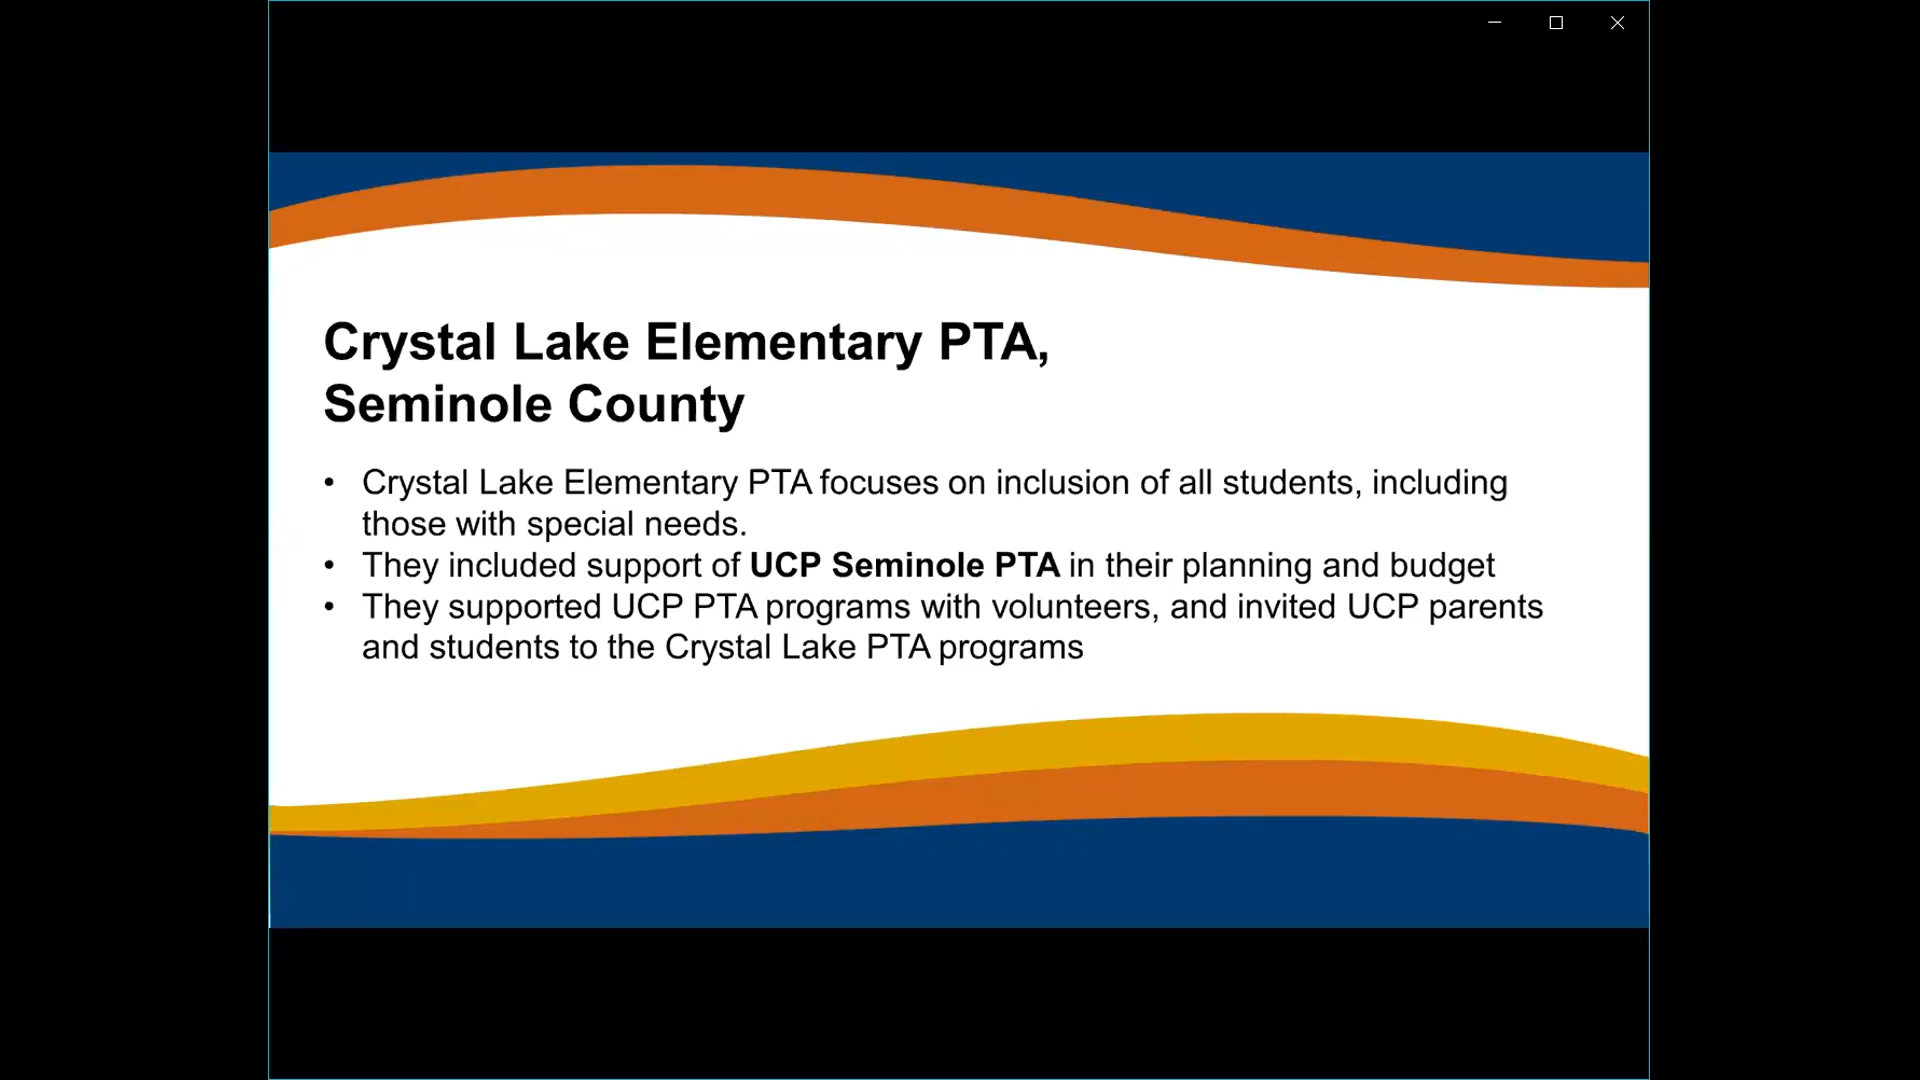 Crystal Lake Elementary PTA,
Seminole County
• Crystal Lake Elementary PTA focuses on inclusion of all students, including
those with special needs.
• They included support of UCP Seminole PTA in their planning and budget
• They supported UCP PTA programs with volunteers, and invited UCP parents
and students to the Crystal Lake PTA programs